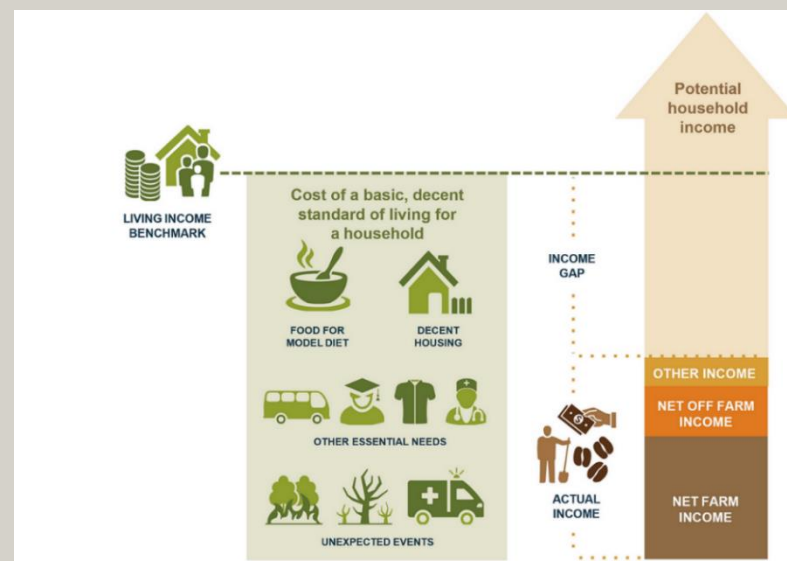 Potential
household
income
LIVING INCOME
BENCHMARK
Cost of a basic, decent
standard of living for
a household
FOOD FOR
MODEL DIET
DECENT
HOUSING
OTHER ESSENTIAL NEEDS
UNEXPECTED EVENTS
INCOME
GAP
ACTUAL
INCOME
OTHER INCOME
NET OFF FARM
INCOME
NET FARM
INCOME